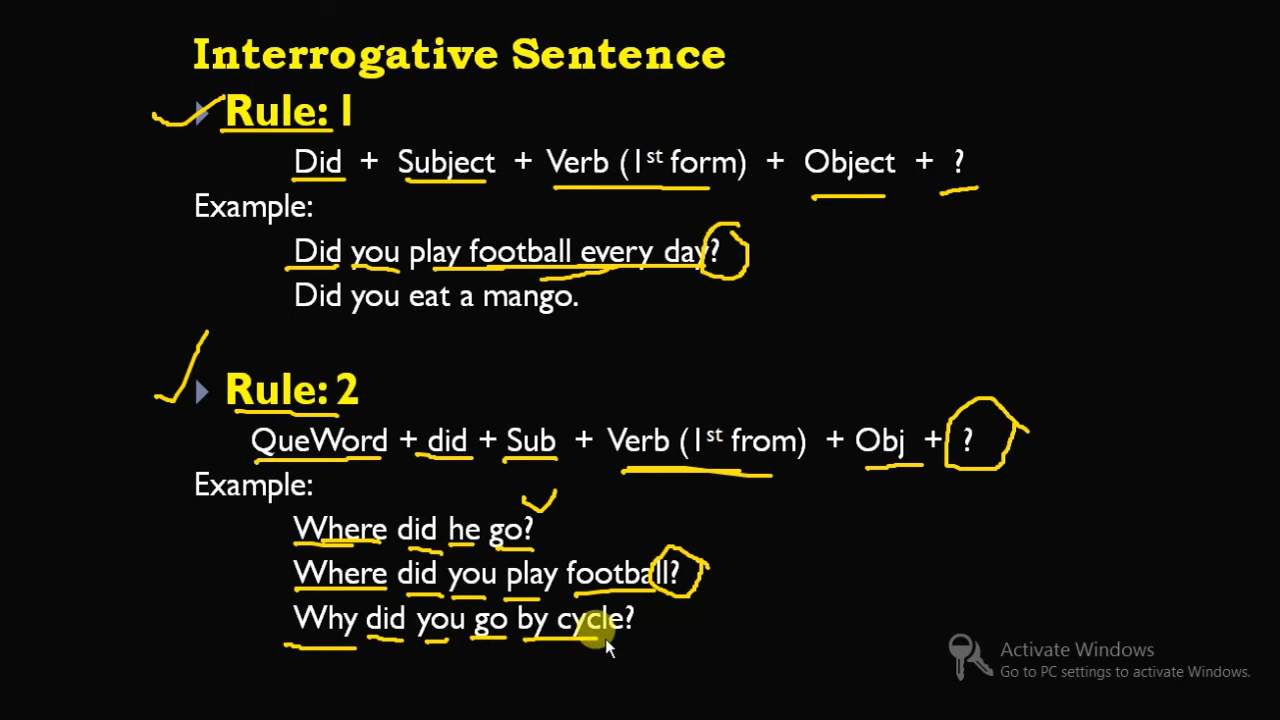 Interrogative Sentence
Rule: 1
Did + Subject + Verb (1st form) + Object + ?
Example:
Did you play football every day?
Did you eat a mango.
Rule: 2
QueWord + did + Sub + Verb (1st from) + Obj + ?
Example:
Where did he go?
Where did you play football?
Why did you go by cycle?
Activate Windows
Go to PC settings to activate Windows.